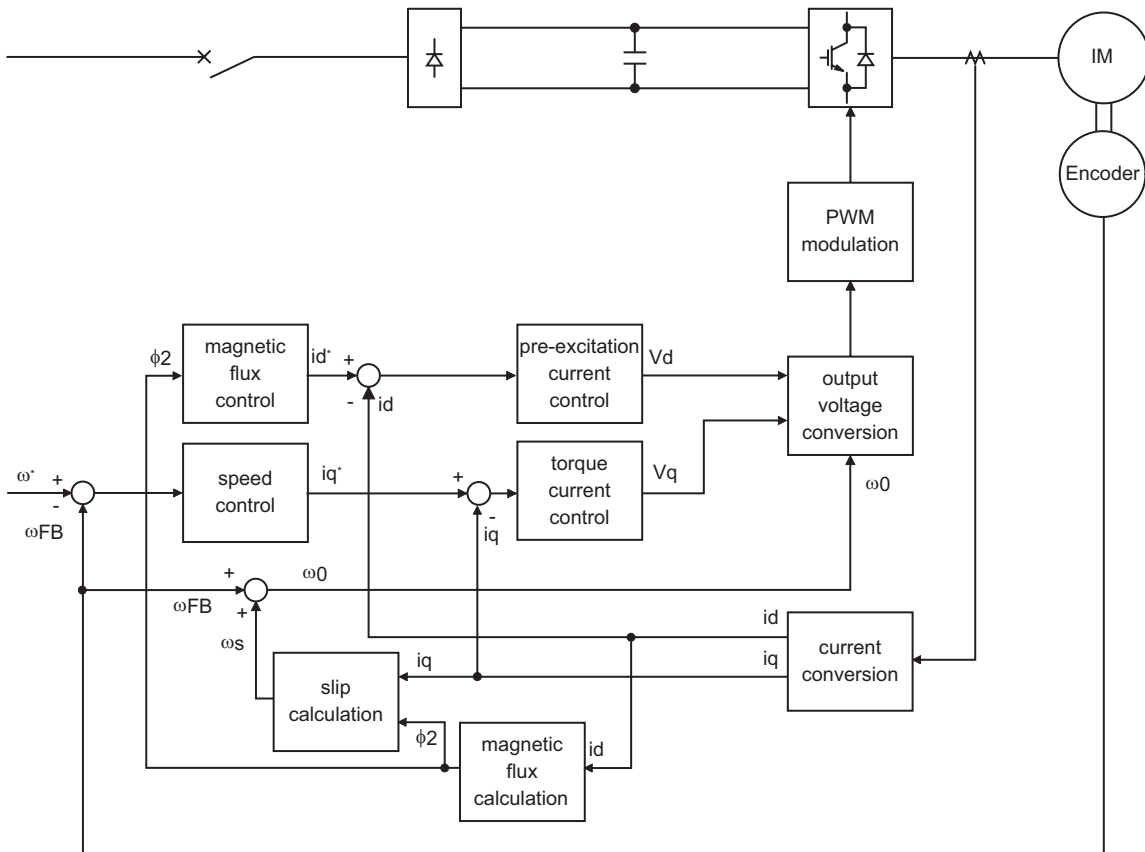 IM
Encoder
PWM
modulation
magnetic
flux
control
pre-excitation
current
control
output
voltage
conversion
ϕ2
id*
+
-
id
Vd
speed
control
torque
current
control
ω*
+
-
ωFB
iq*
+
-
iq
Vq
ω0
+
ωFB
+
ω0
ωs
slip
calculation
iq
ϕ2
magnetic
flux
calculation
id
id
iq
current
conversion